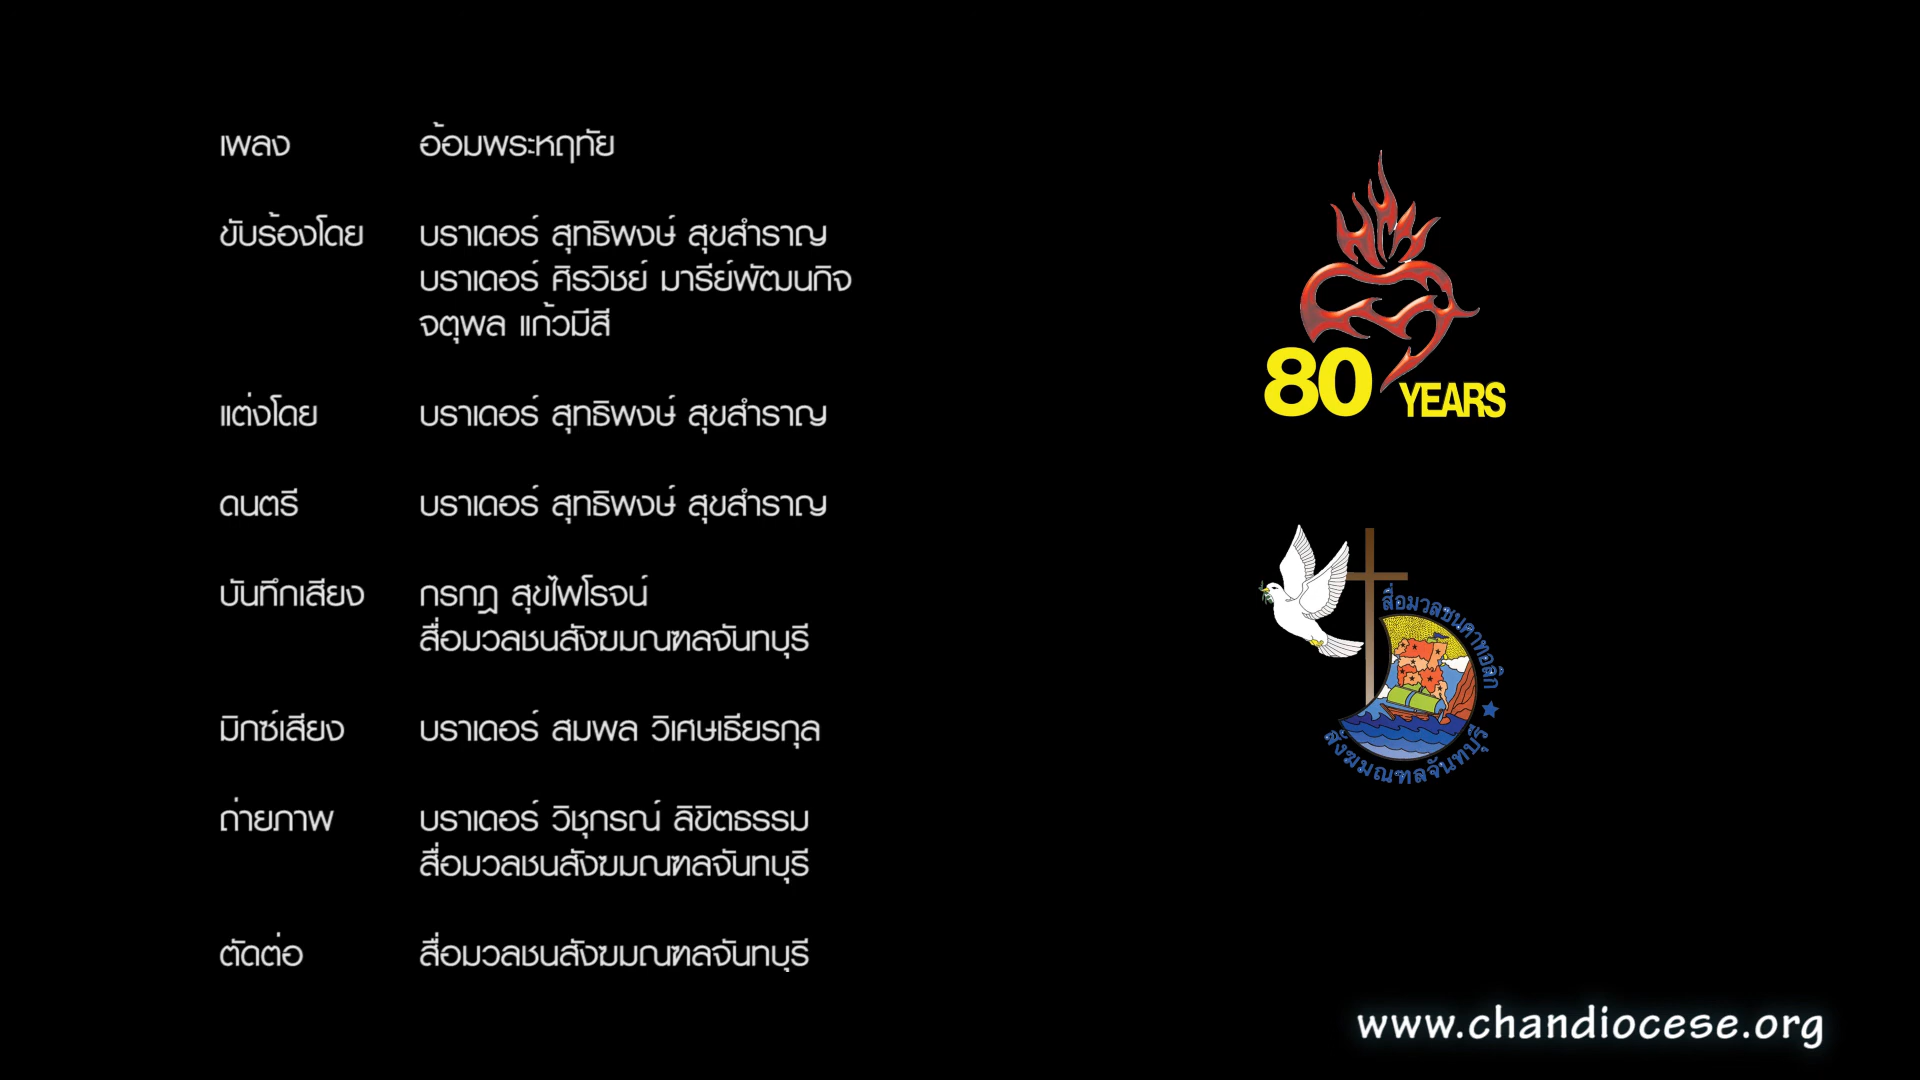 เพลง อ้อมพระหฤทัย
ขับร้องโดย บราเดอร์ สุทธิพงษ์ สุขสำราญ
บราเดอร์ ศิรวิชย์ มารีย์พัฒนกิจ
จตุพล แก้วมีสี
แต่งโดย บราเดอร์ สุทธิพงษ์ สุขสำราญ
ดนตรี บราเดอร์ สุทธิพงษ์ สุขสำราญ
บันทึกเสียง กรกฎ สุขไพโรจน์
สื่อมวลชนสังฆมณฑลจันทบุรี
มิกซ์เสียง บราเดอร์ สมพล วิเศษเธียรกุล
ถ่ายภาพ บราเดอร์ วิชุกรณ์ ลิขิตธรรม
สื่อมวลชนสังฆมณฑลจันทบุรี
ตัดต่อ สื่อมวลชนสังฆมณฑลจันทบุรี
80 YEARS
สื่อมวลชนคาทอลิก
สังฆมณฑลจันทบุรี
www.chandiocese.org